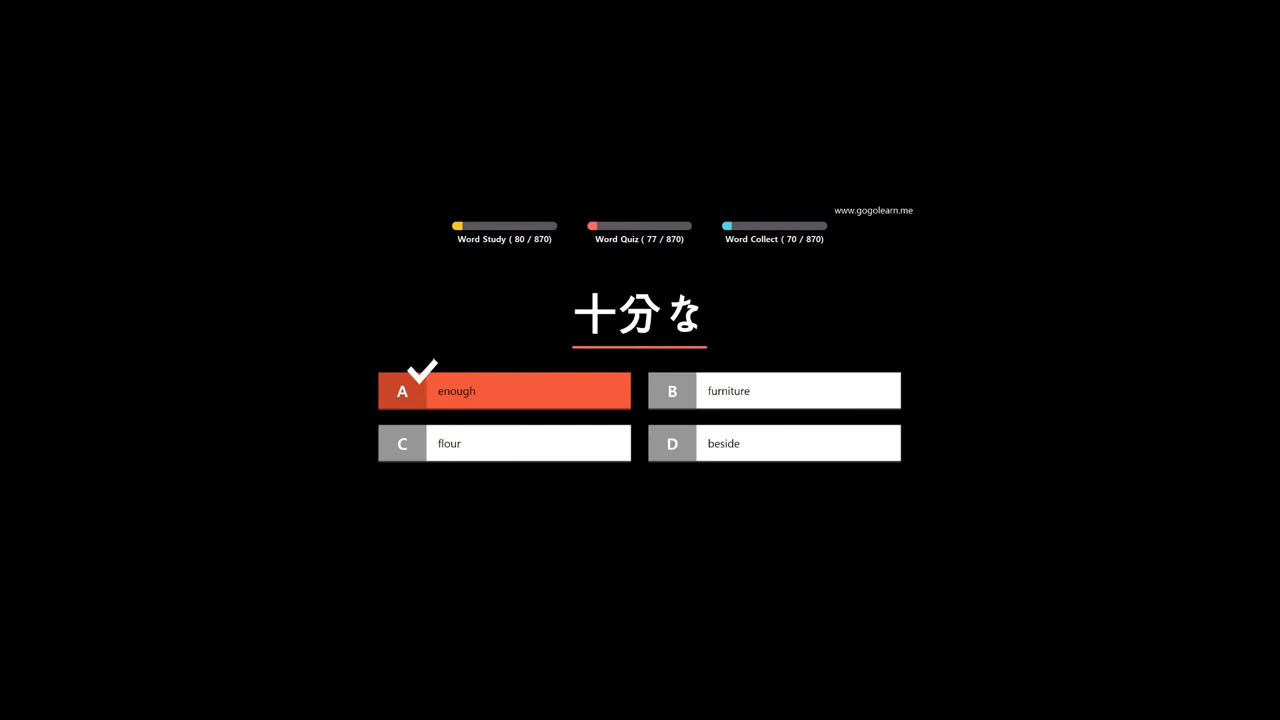 www.gogolearn.me
Word Study ( 80 / 870)
Word Quiz ( 77 / 870)
Word Collect ( 70 / 870)
十分な
A enough
B furniture
C flour
D beside